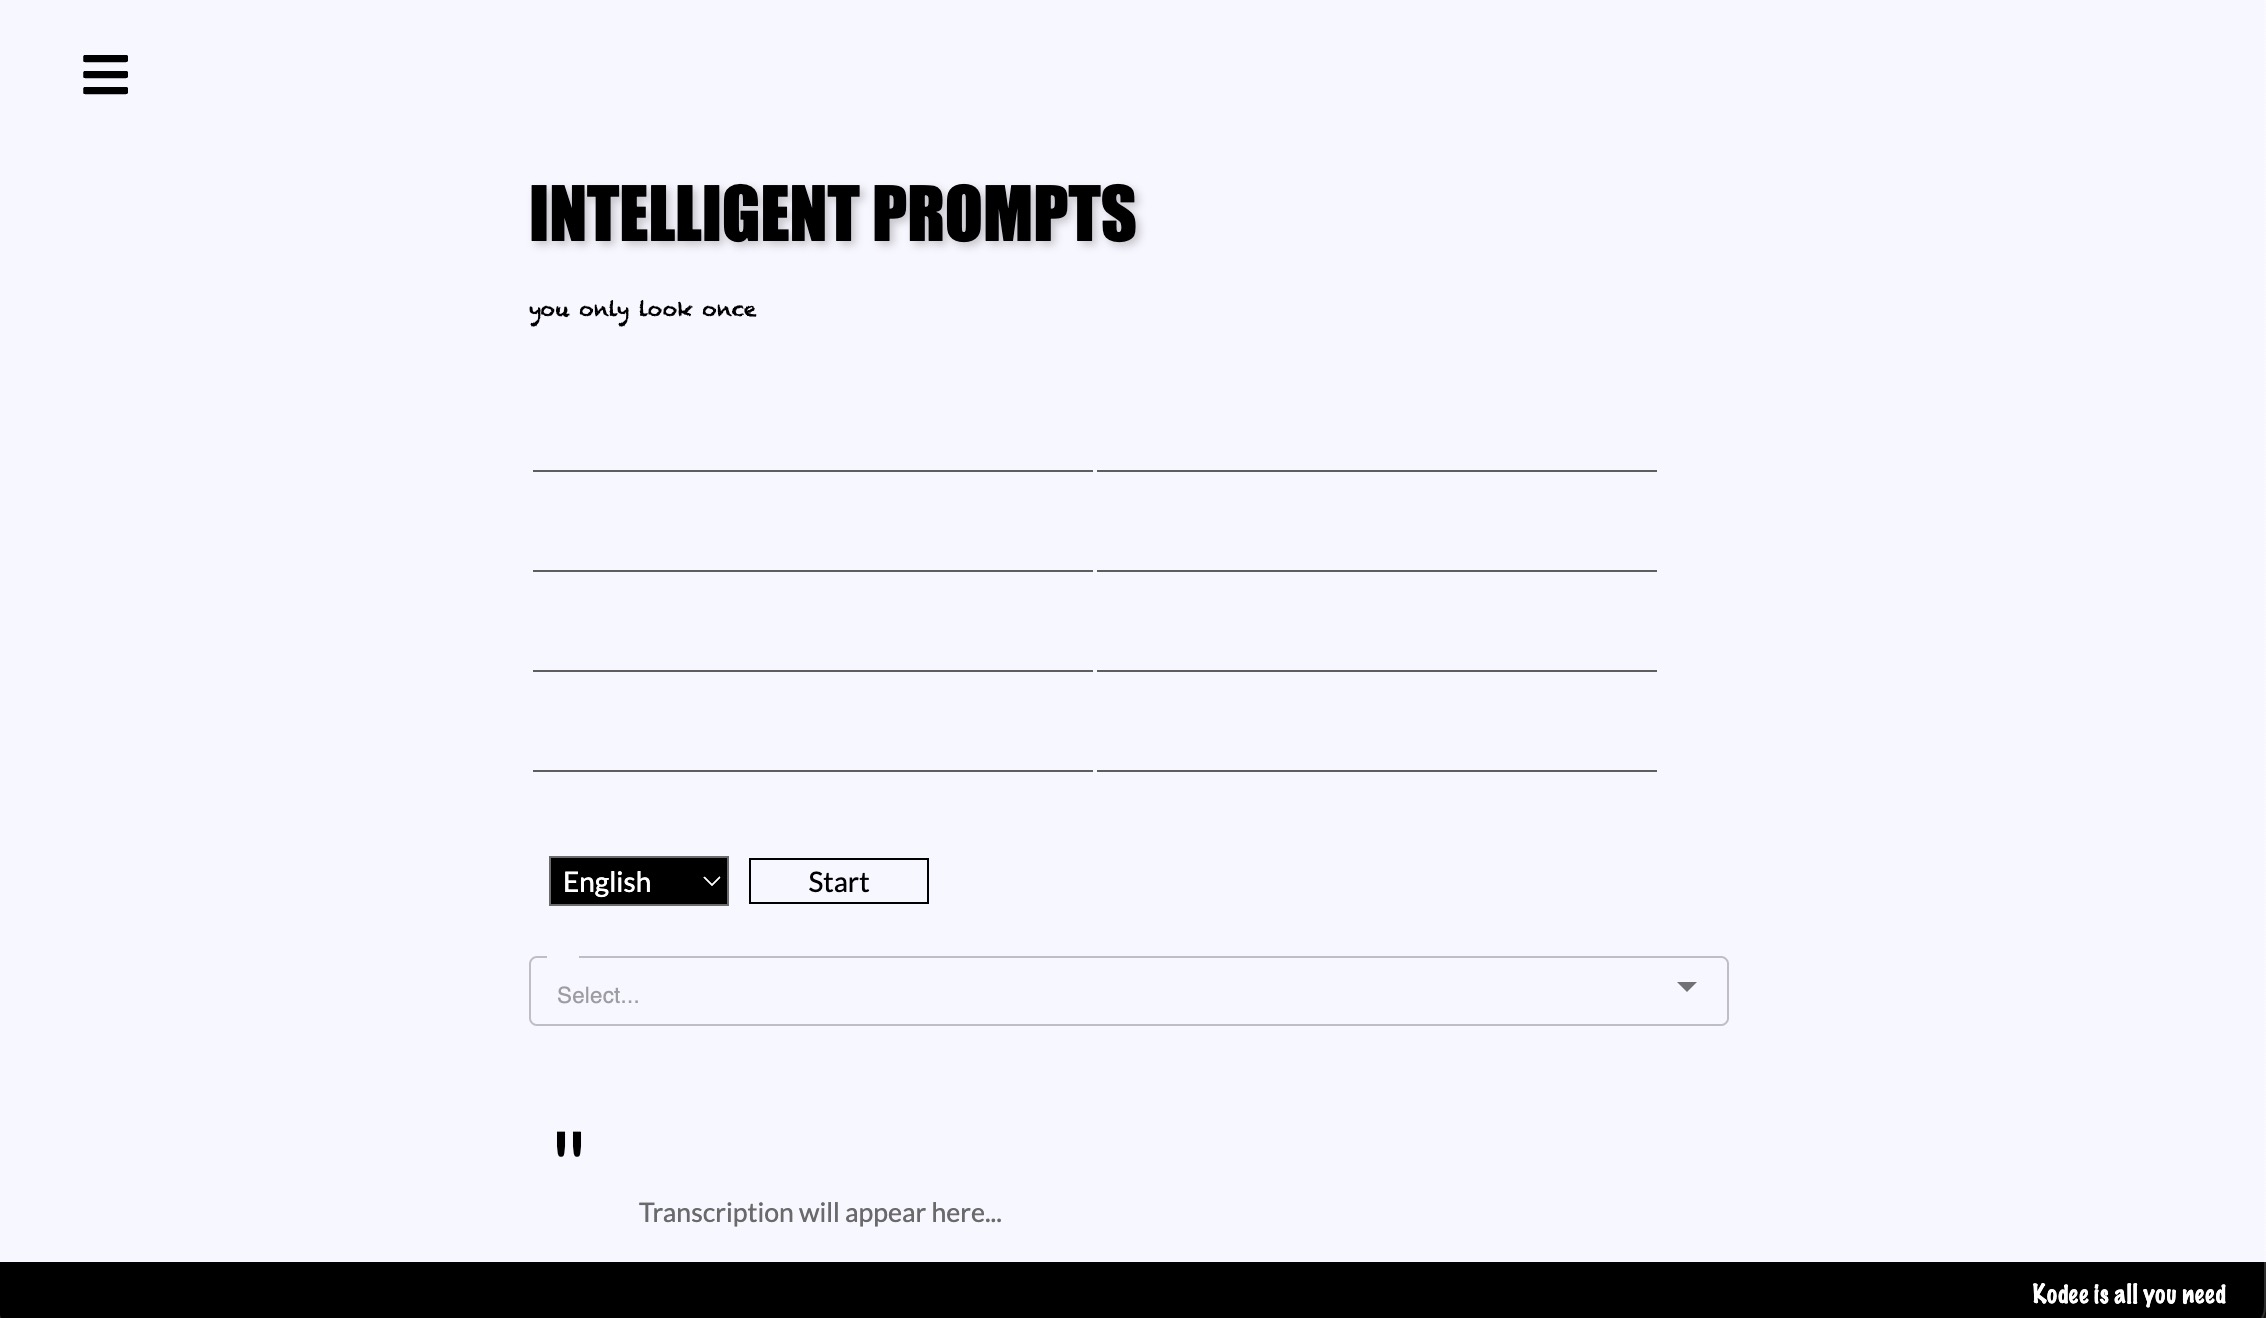 INTELLIGENT PROMPTS
you only look once
English
Start
Select...
"
Transcription will appear here...
Kodee is all you need